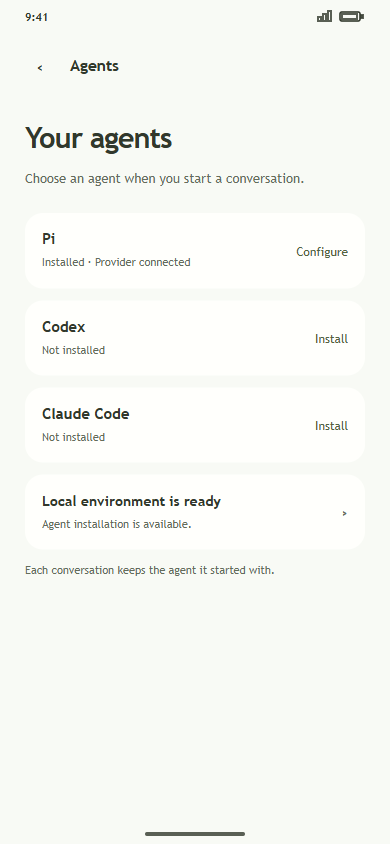 9:41
‹ Agents
Your agents
Choose an agent when you start a conversation.
Pi
Installed · Provider connected
Configure
Codex
Not installed
Install
Claude Code
Not installed
Install
Local environment is ready
Agent installation is available.
›
Each conversation keeps the agent it started with.